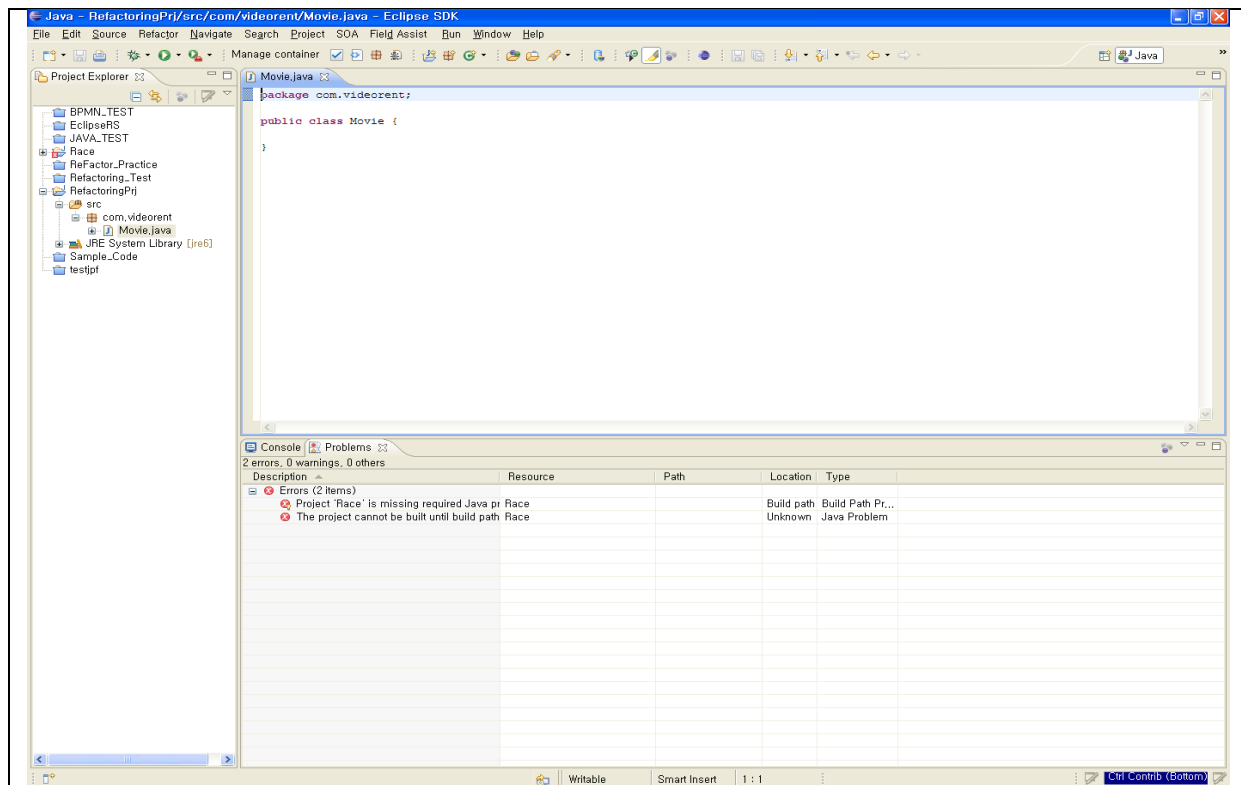 Java - RefactoringPrj/src/com/videorent/Movie.java - Eclipse SDK
File Edit Source Refactor Navigate Search Project SOA Field Assist Run Window Help
Manage container
Java
»
Project Explorer
Movie.java
BPMN_TEST
EclipseRS
JAVA_TEST
Race
ReFactor_Practice
Refactoring_Test
RefactoringPrj
src
com.videorent
Movie.java
JRE System Library [jre6]
Sample_Code
testjpf
package com.videorent;
public class Movie {
}
Console Problems
2 errors, 0 warnings, 0 others
Description Resource Path Location Type
Errors (2 items)
Project 'Race' is missing required Java pr Race Build path Build Path Pr...
The project cannot be built until build path Race Unknown Java Problem
Writable Smart Insert 1 : 1 Ctrl Contrib (Bottom)